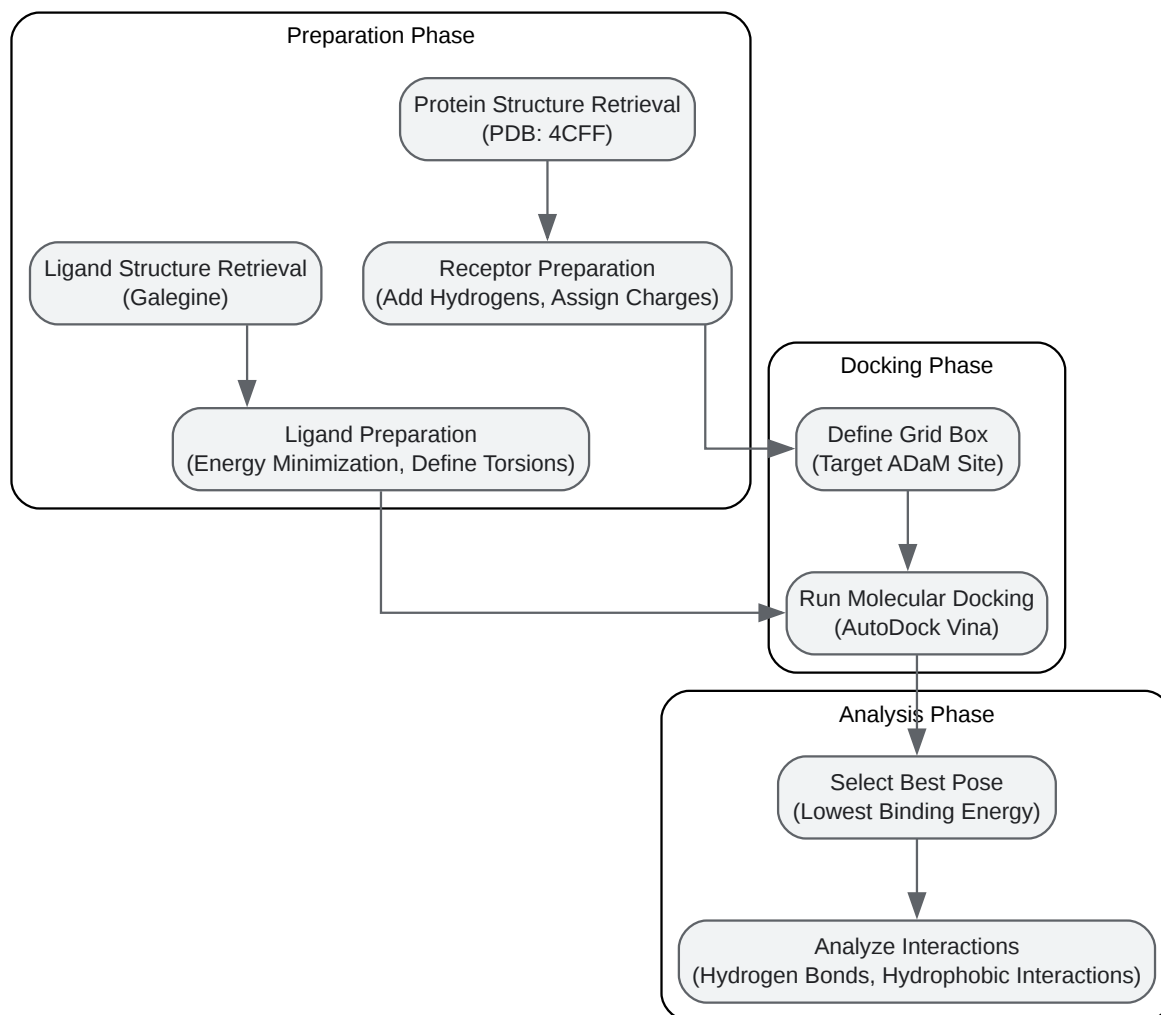 Preparation Phase
Protein Structure Retrieval
(PDB: 4CFF)
Ligand Structure Retrieval
(Galegine)
Receptor Preparation
(Add Hydrogens, Assign Charges)
Ligand Preparation
(Energy Minimization, Define Torsions)
Docking Phase
Define Grid Box
(Target ADaM Site)
Run Molecular Docking
(AutoDock Vina)
Analysis Phase
Select Best Pose
(Lowest Binding Energy)
Analyze Interactions
(Hydrogen Bonds, Hydrophobic Interactions)